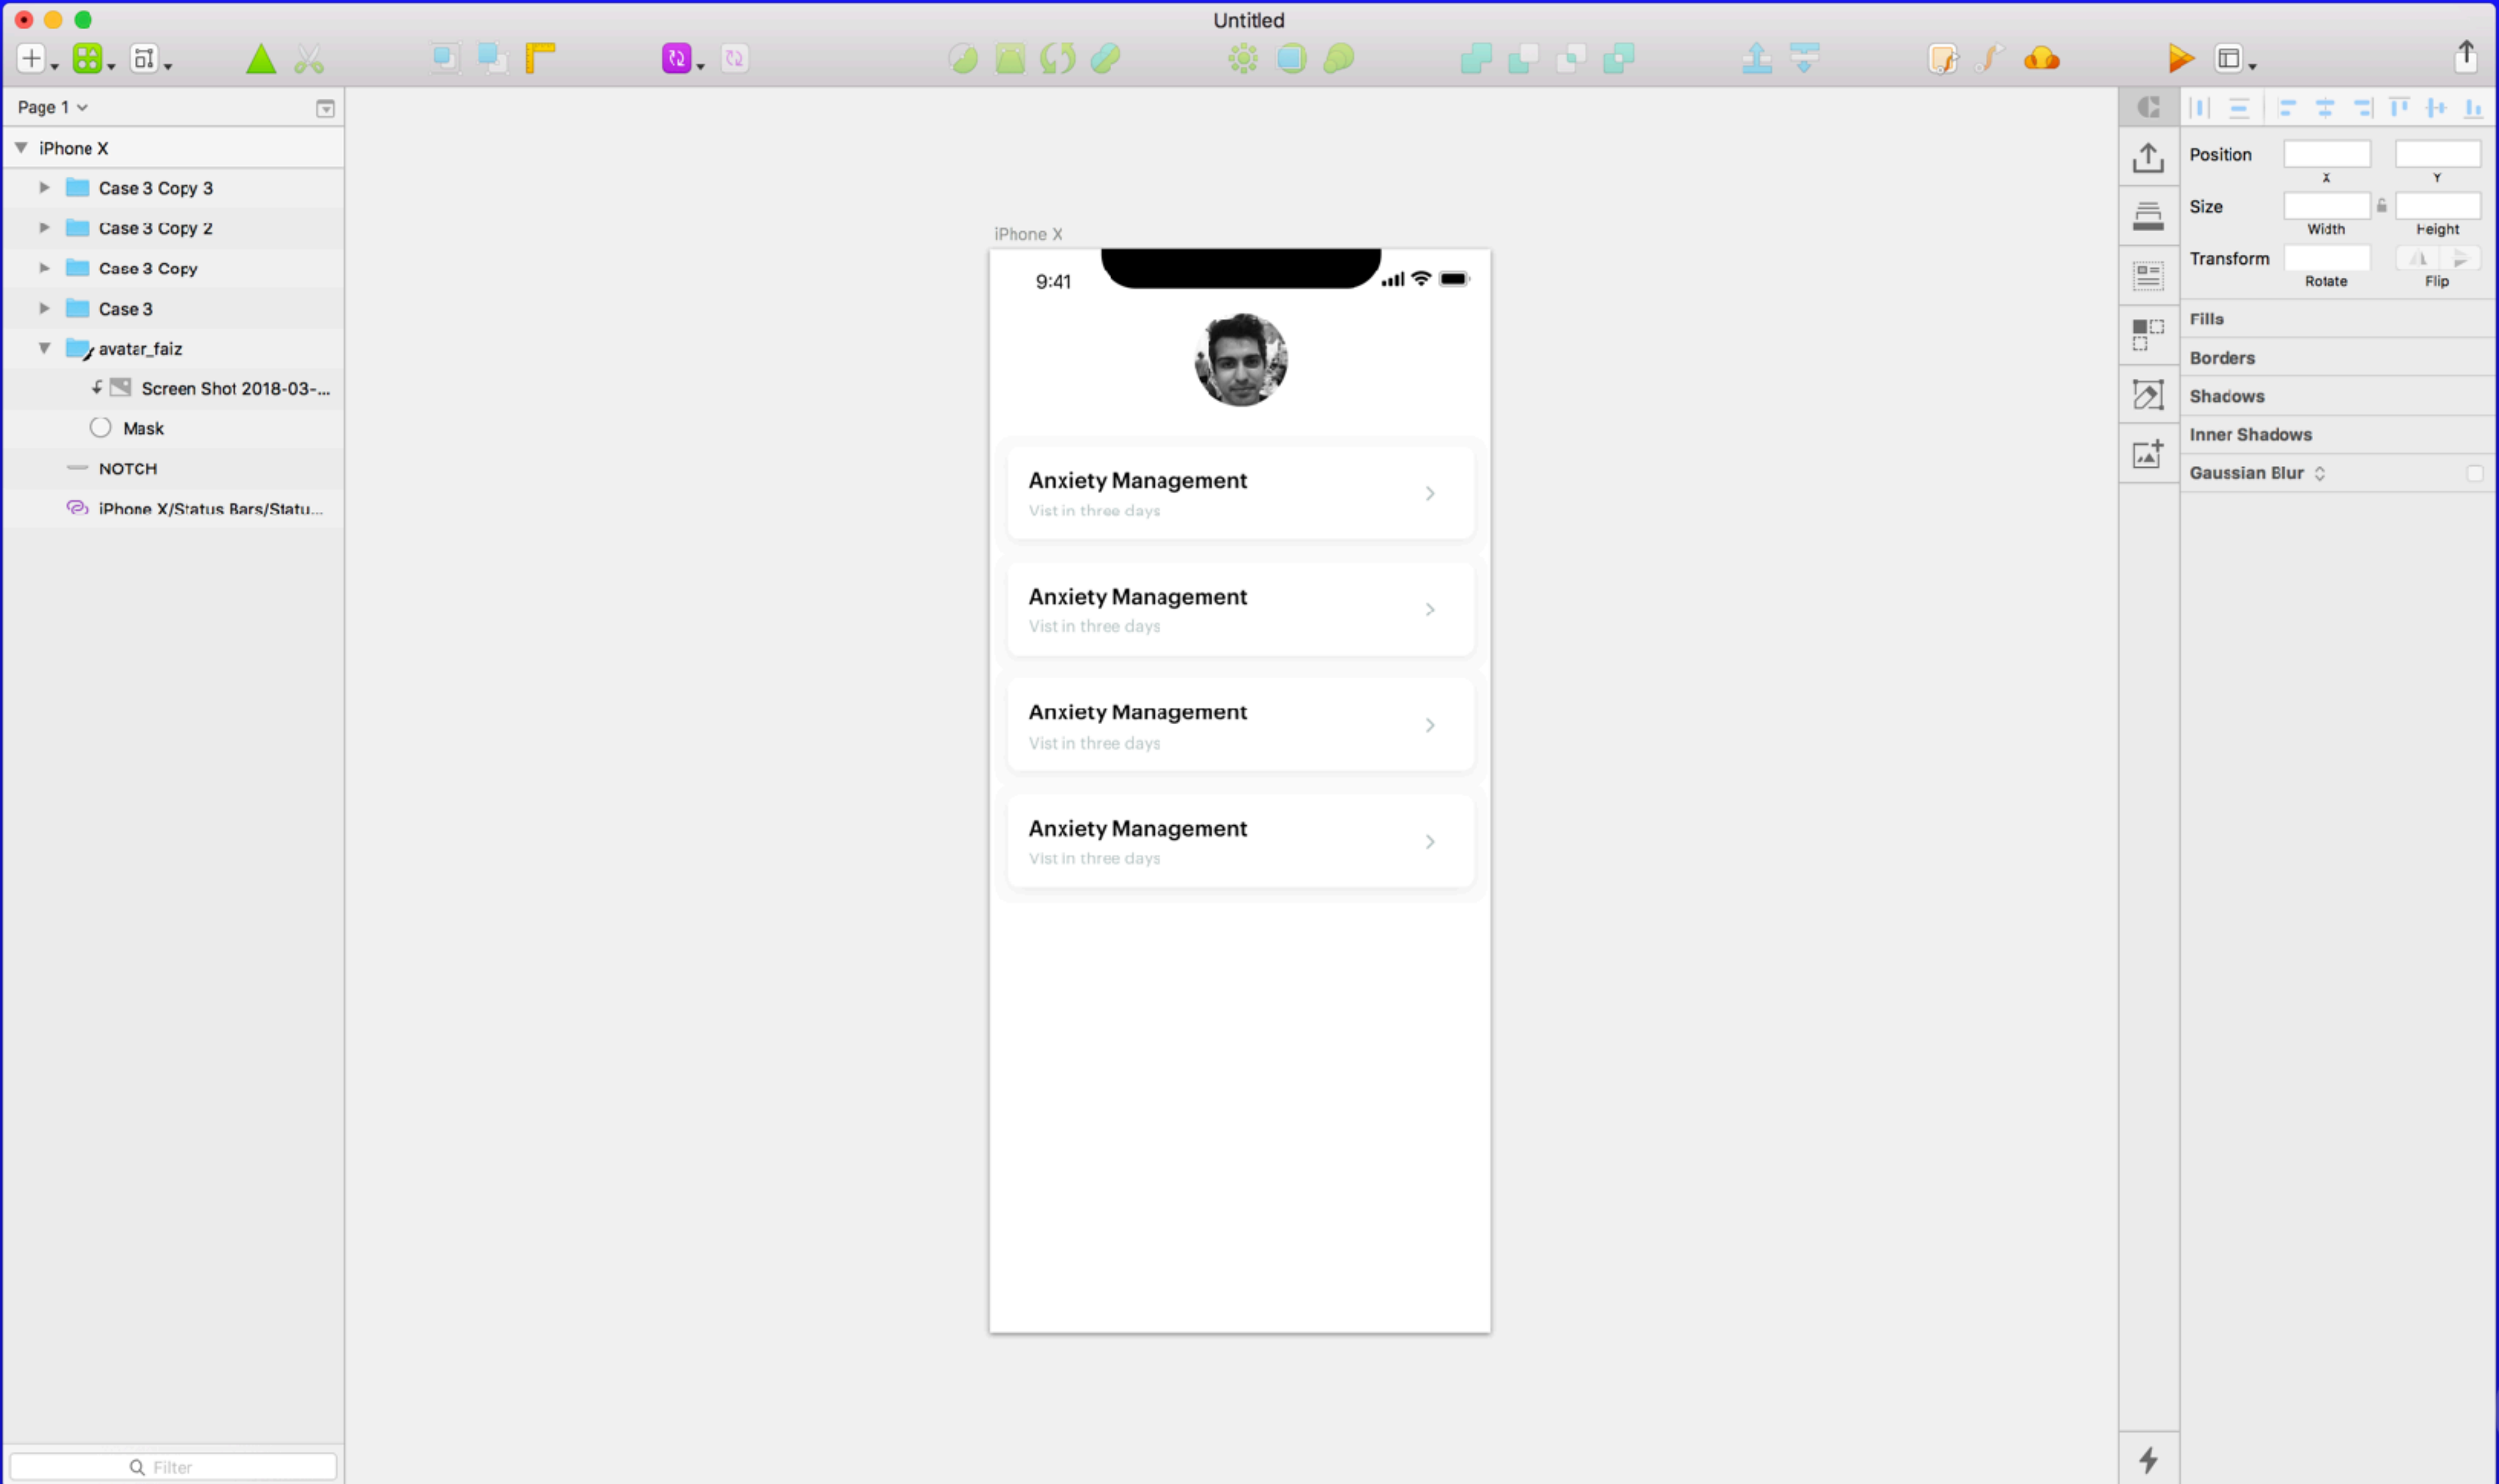 Untitled
Page 1
iPhone X
Case 3 Copy 3
Case 3 Copy 2
Case 3 Copy
Case 3
avatar_faiz
Screen Shot 2018-03-...
Mask
NOTCH
iPhone X/Status Bars/Statu...
Filter
iPhone X
9:41
Anxiety Management
Vist in three days
Anxiety Management
Vist in three days
Anxiety Management
Vist in three days
Anxiety Management
Vist in three days
Position
X
Y
Size
Width
Height
Transform
Rotate
Flip
Fills
Borders
Shadows
Inner Shadows
Gaussian Blur